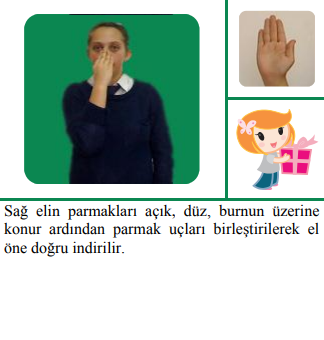 Sağ elin parmakları açık, düz, burnun üzerine
konur ardından parmak uçları birleştirilerek el
öne doğru indirilir.